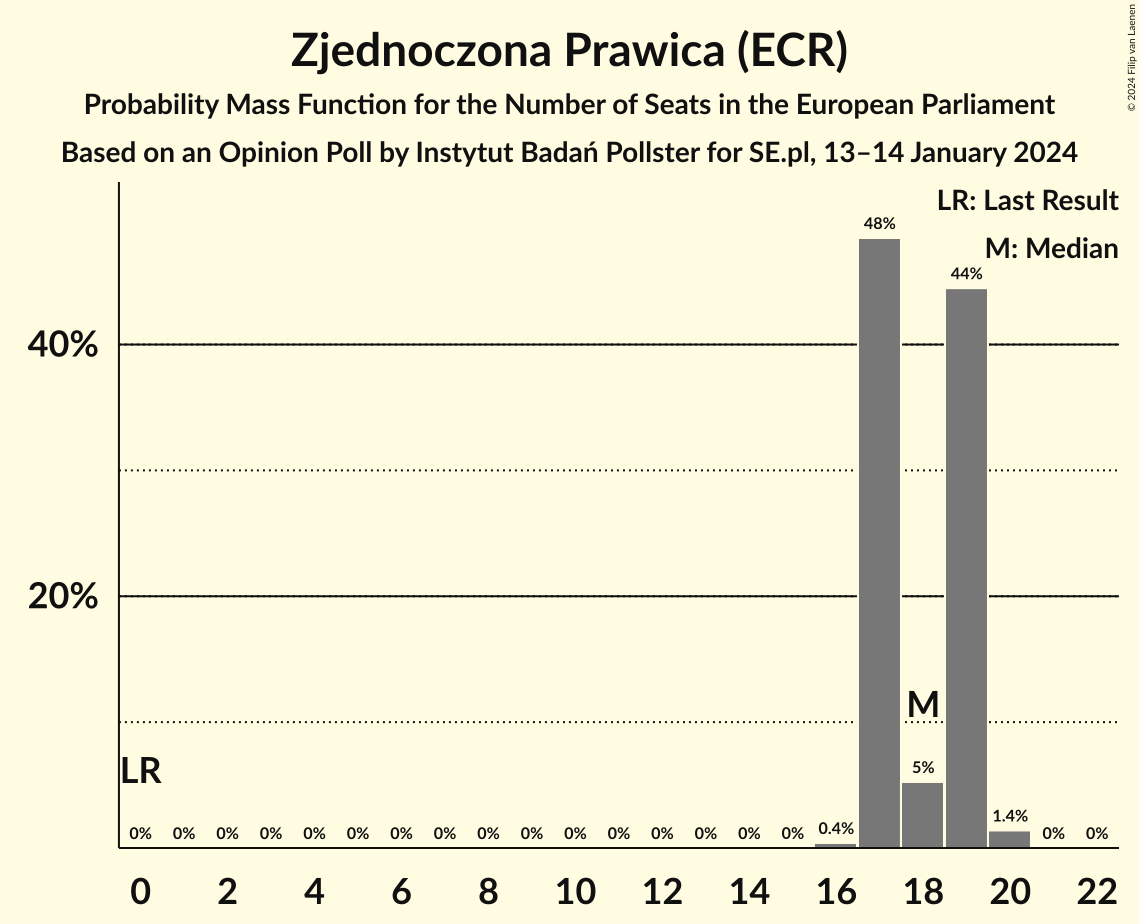 Zjednoczona Prawica (ECR)
Probability Mass Function for the Number of Seats in the European Parliament
Based on an Opinion Poll by Instytut Badań Pollster for SE.pl, 13–14 January 2024
© 2024 Filip van Laenen
LR: Last Result
M: Median
48%
44%
40%
20%
M
LR
5%
0% 0% 0% 0% 0% 0% 0% 0% 0% 0% 0% 0% 0% 0% 0% 0% 0.4% 1.4% 0% 0%
0 2 4 6 8 10 12 14 16 18 20 22